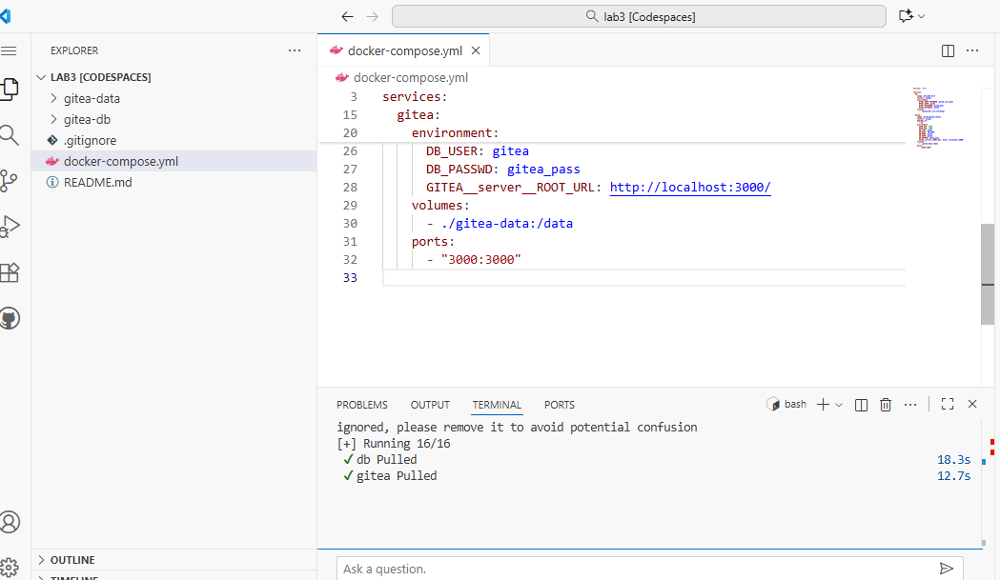 lab3 [Codespaces]
EXPLORER
LAB3 [CODESPACES]
gitea-data
gitea-db
.gitignore
docker-compose.yml
README.md
OUTLINE
TIMELINE
docker-compose.yml
docker-compose.yml
3 services:
15 gitea:
20 environment:
26 DB_USER: gitea
27 DB_PASSWD: gitea_pass
28 GITEA__server__ROOT_URL: http://localhost:3000/
29 volumes:
30 - ./gitea-data:/data
31 ports:
32 - "3000:3000"
33
PROBLEMS OUTPUT TERMINAL PORTS
bash
ignored, please remove it to avoid potential confusion
[+] Running 16/16
✓ db Pulled 18.3s
✓ gitea Pulled 12.7s
Ask a question.